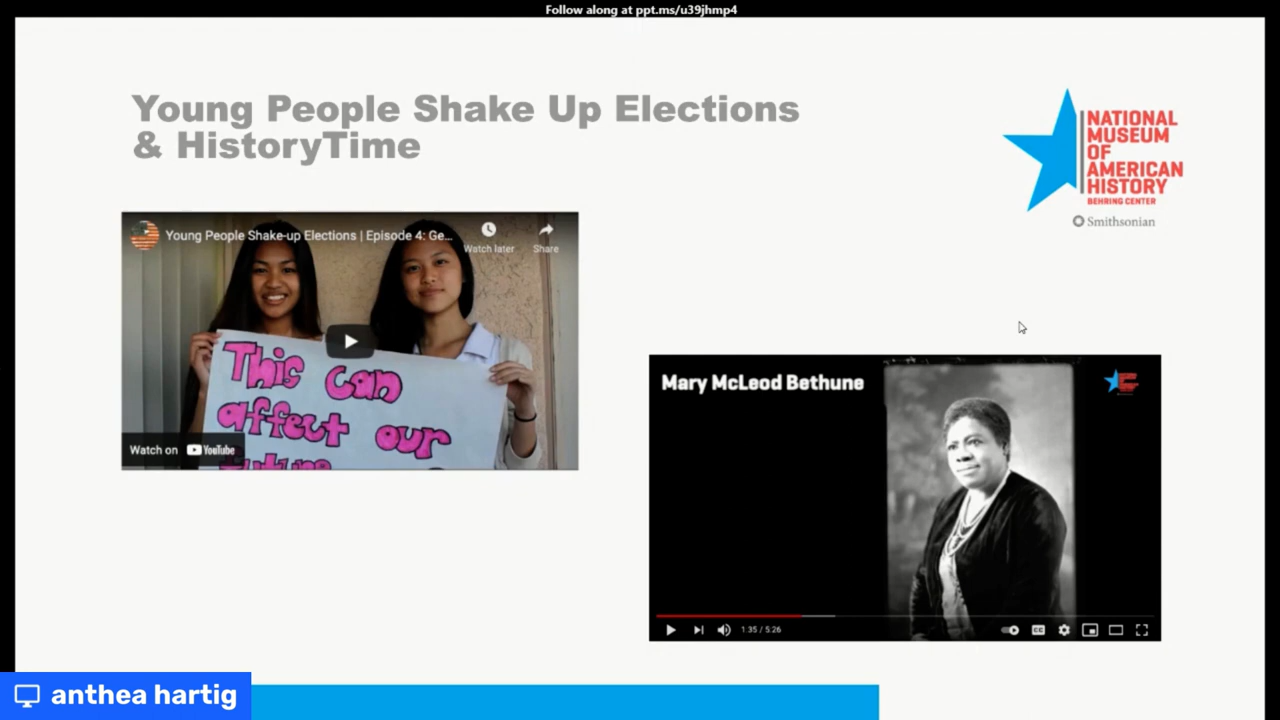 Follow along at ppt.ms/u39jhmp4
Young People Shake Up Elections
& HistoryTime
NATIONAL
MUSEUM
OF
AMERICAN
HISTORY
BEHRING CENTER
Smithsonian
Young People Shake-up Elections | Episode 4: Ge...
Watch later
Share
This can
affect our
future
Watch on YouTube
Mary McLeod Bethune
1:35 / 5:26
CC
anthea hartig